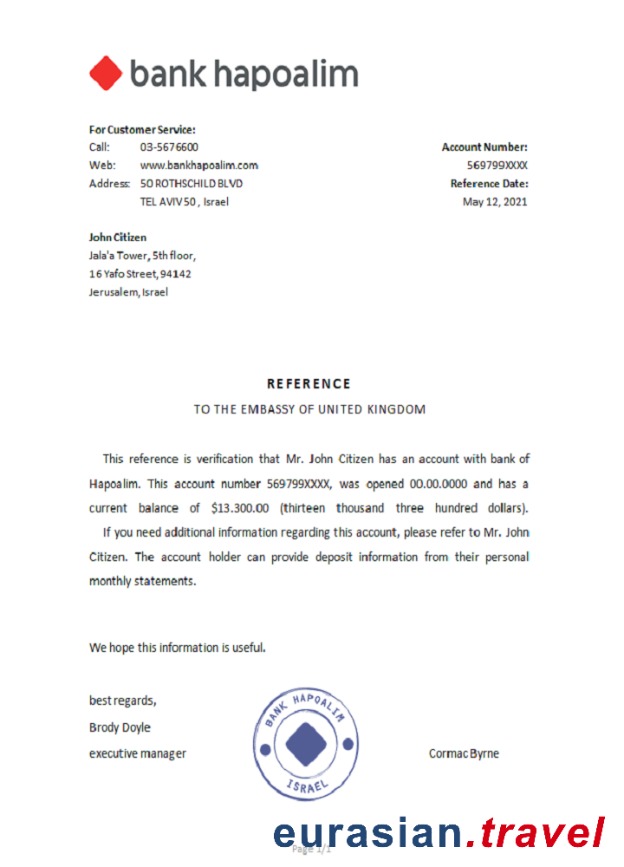 bank hapoalim
For Customer Service:
Call: 03-5676600
Web: www.bankhapoalim.com
Address: 50 ROTHSCHILD BLVD
TEL AVIV 50 , Israel
Account Number:
569799XXXX
Reference Date:
May 12, 2021
John Citizen
Jala'a Tower, 5th floor,
16 Yafo Street, 94142
Jerusalem, Israel
REFERENCE
TO THE EMBASSY OF UNITED KINGDOM
This reference is verification that Mr. John Citizen has an account with bank of
Hapoalim. This account number 569799XXXX, was opened 00.00.0000 and has a
current balance of $13.300.00 (thirteen thousand three hundred dollars).
If you need additional information regarding this account, please refer to Mr. John
Citizen. The account holder can provide deposit information from their personal
monthly statements.
We hope this information is useful.
best regards,
Brody Doyle
executive manager
BANK HAPOALIM
ISRAEL
Cormac Byrne
eurasian.travel
Page 1/1